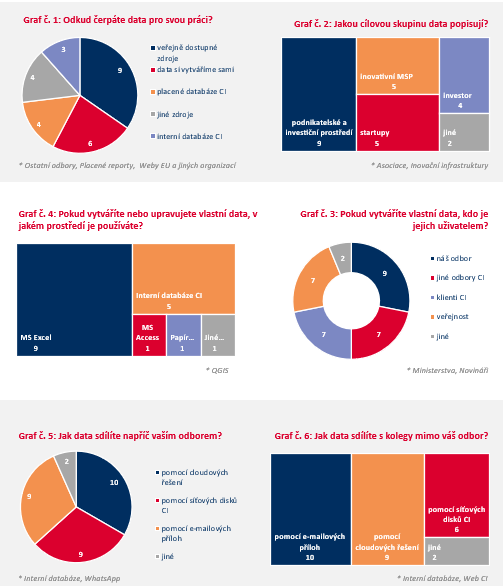 Graf č. 1: Odkud čerpáte data pro svou práci?
9
6
4
4
3
veřejně dostupné
zdroje
data si vytváříme sami
placené databáze CI
jiné zdroje
interní databáze CI
* Ostatní odbory, Placené reporty, Weby EU a jiných organizací
Graf č. 2: Jakou cílovou skupinu data popisují?
podnikatelské a
investiční prostředí
9
inovativní MSP
5
startupy
5
investor
4
jiné
2
* Asociace, Inovační infrastruktury
Graf č. 4: Pokud vytváříte nebo upravujete vlastní data, v
jakém prostředí je používáte?
MS Excel
9
Interní databáze CI
5
MS
Access
1
Papír…
1
Jiné…
1
* QGIS
Graf č. 3: Pokud vytváříte vlastní data, kdo je
jejich uživatelem?
9
7
7
7
2
náš odbor
jiné odbory CI
klienti CI
veřejnost
jiné
* Ministerstva, Novináři
Graf č. 5: Jak data sdílíte napříč vaším odborem?
10
9
9
2
pomocí cloudových
řešení
pomocí síťových disků
CI
pomocí e-mailových
příloh
jiné
* Interní databáze, WhatsApp
Graf č. 6: Jak data sdílíte s kolegy mimo váš odbor?
pomocí e-mailových
příloh
10
pomocí
cloudových řešení
9
pomocí síťových
disků CI
6
jiné
2
* Interní databáze, Web CI